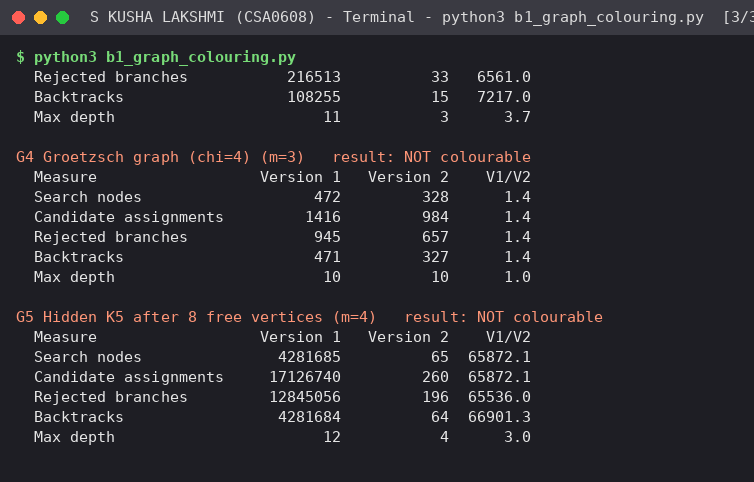 S KUSHA LAKSHMI (CSA0608) - Terminal - python3 b1_graph_colouring.py [3/3
$ python3 b1_graph_colouring.py
Rejected branches 216513 33 6561.0
Backtracks 108255 15 7217.0
Max depth 11 3 3.7
G4 Groetzsch graph (chi=4) (m=3) result: NOT colourable
Measure Version 1 Version 2 V1/V2
Search nodes 472 328 1.4
Candidate assignments 1416 984 1.4
Rejected branches 945 657 1.4
Backtracks 471 327 1.4
Max depth 10 10 1.0
G5 Hidden K5 after 8 free vertices (m=4) result: NOT colourable
Measure Version 1 Version 2 V1/V2
Search nodes 4281685 65 65872.1
Candidate assignments 17126740 260 65872.1
Rejected branches 12845056 196 65536.0
Backtracks 4281684 64 66901.3
Max depth 12 4 3.0